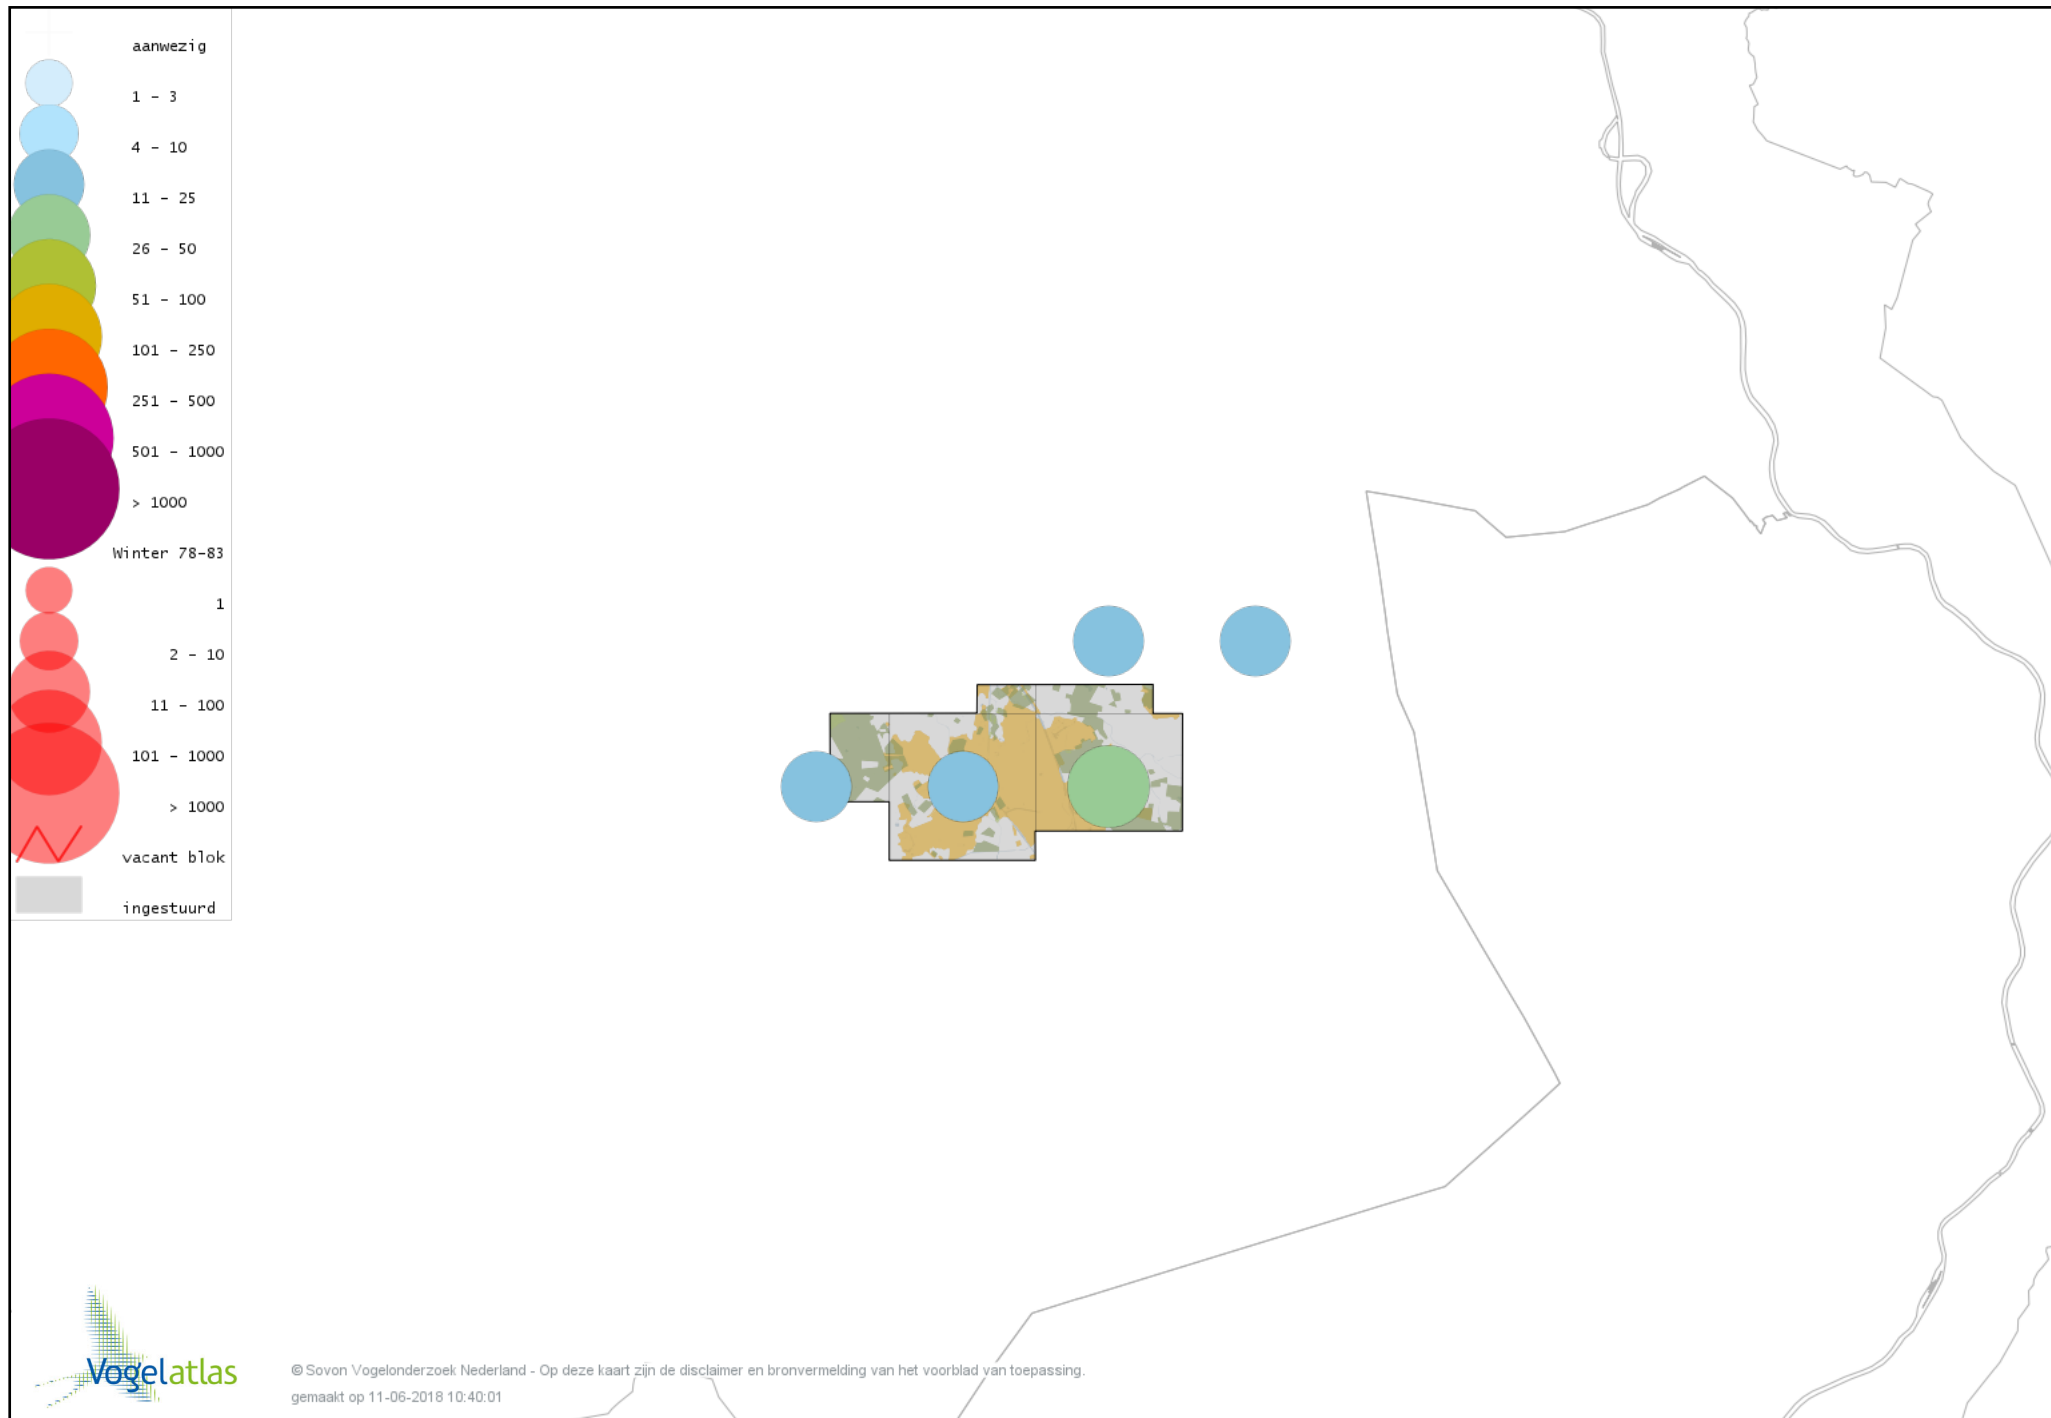 aanwezig
1 - 3
4 - 10
11 - 25
26 - 50
51 - 100
101 - 250
251 - 500
501 - 1000
> 1000
Winter 78-83
1
2 - 10
11 - 100
101 - 1000
> 1000
vacant blok
ingestuurd
Vogelatlas
© Sovon Vogelonderzoek Nederland - Op deze kaart zijn de disclaimer en bronvermelding van het voorblad van toepassing.
gemaakt op 11-06-2018 10:40:01